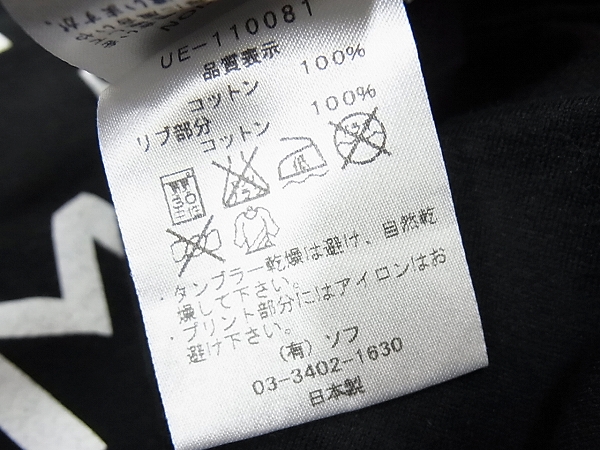 UE-110081
品質表示
コットン 100%
リブ部分
コットン 100%
低
・タンブラー乾燥は避け、自然乾
燥して下さい。
・プリント部分にはアイロンはお
避け下さい。
(有)ソフ
03-3402-1630
日本製